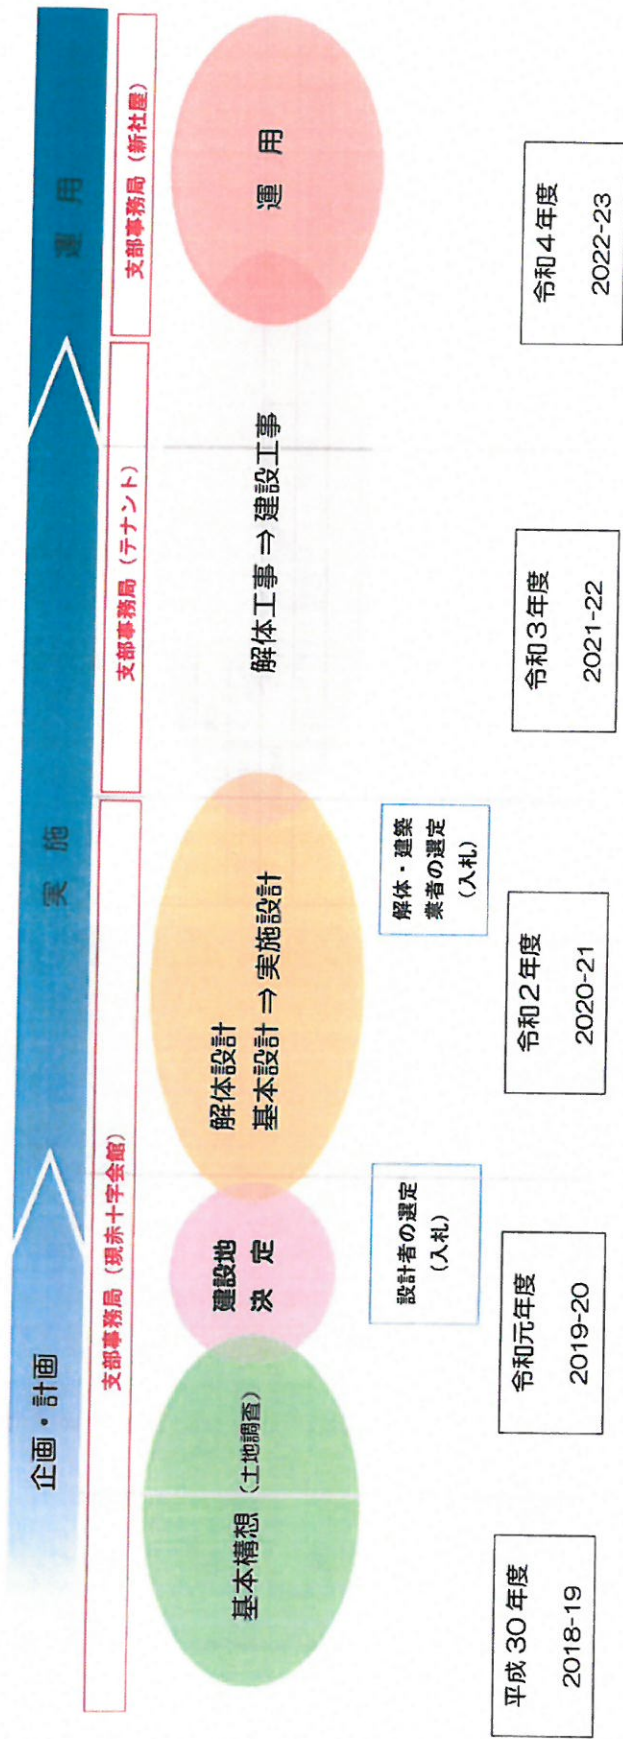 企画・計画
実 施
運 用
支部事務局（現赤十字会館）
支部事務局（テナント）
支部事務局（新社屋）
基本構想
（土地調査）
建設地
決 定
解体設計
基本設計⇒実施設計
解体工事⇒建設工事
運 用
設計者の選定
（入札）
解体・建築
業者の選定
（入札）
平成30年度
2018-19
令和元年度
2019-20
令和2年度
2020-21
令和3年度
2021-22
令和4年度
2022-23